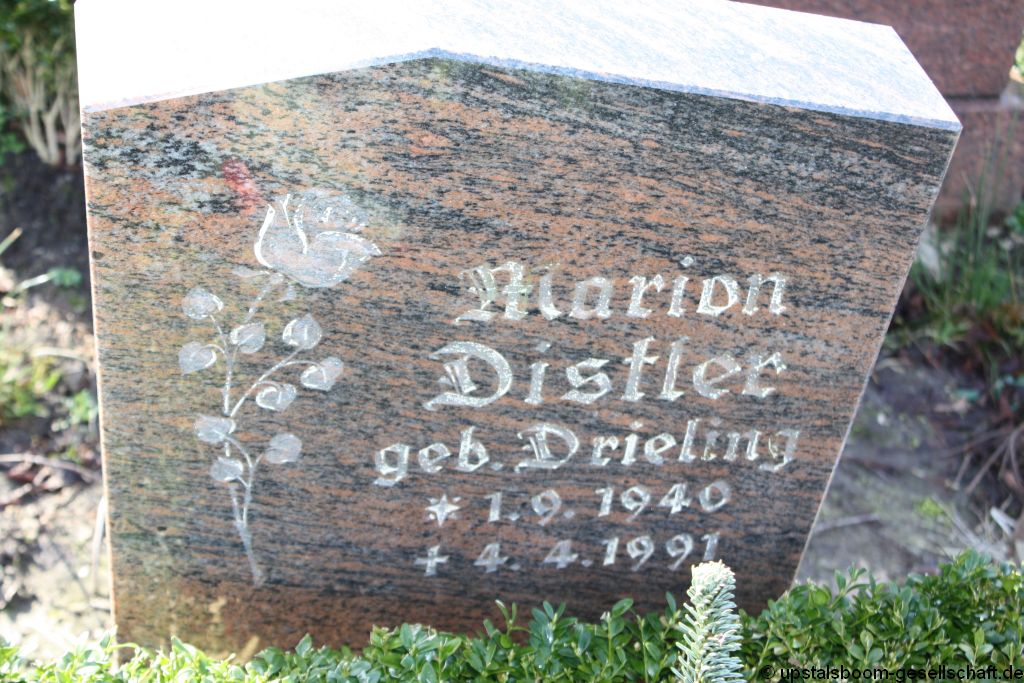 Marion
Distler
geb. Drieling
* 1. 9. 1940
+ 4. 4. 1991
© upstalsboom-gesellschaft.de